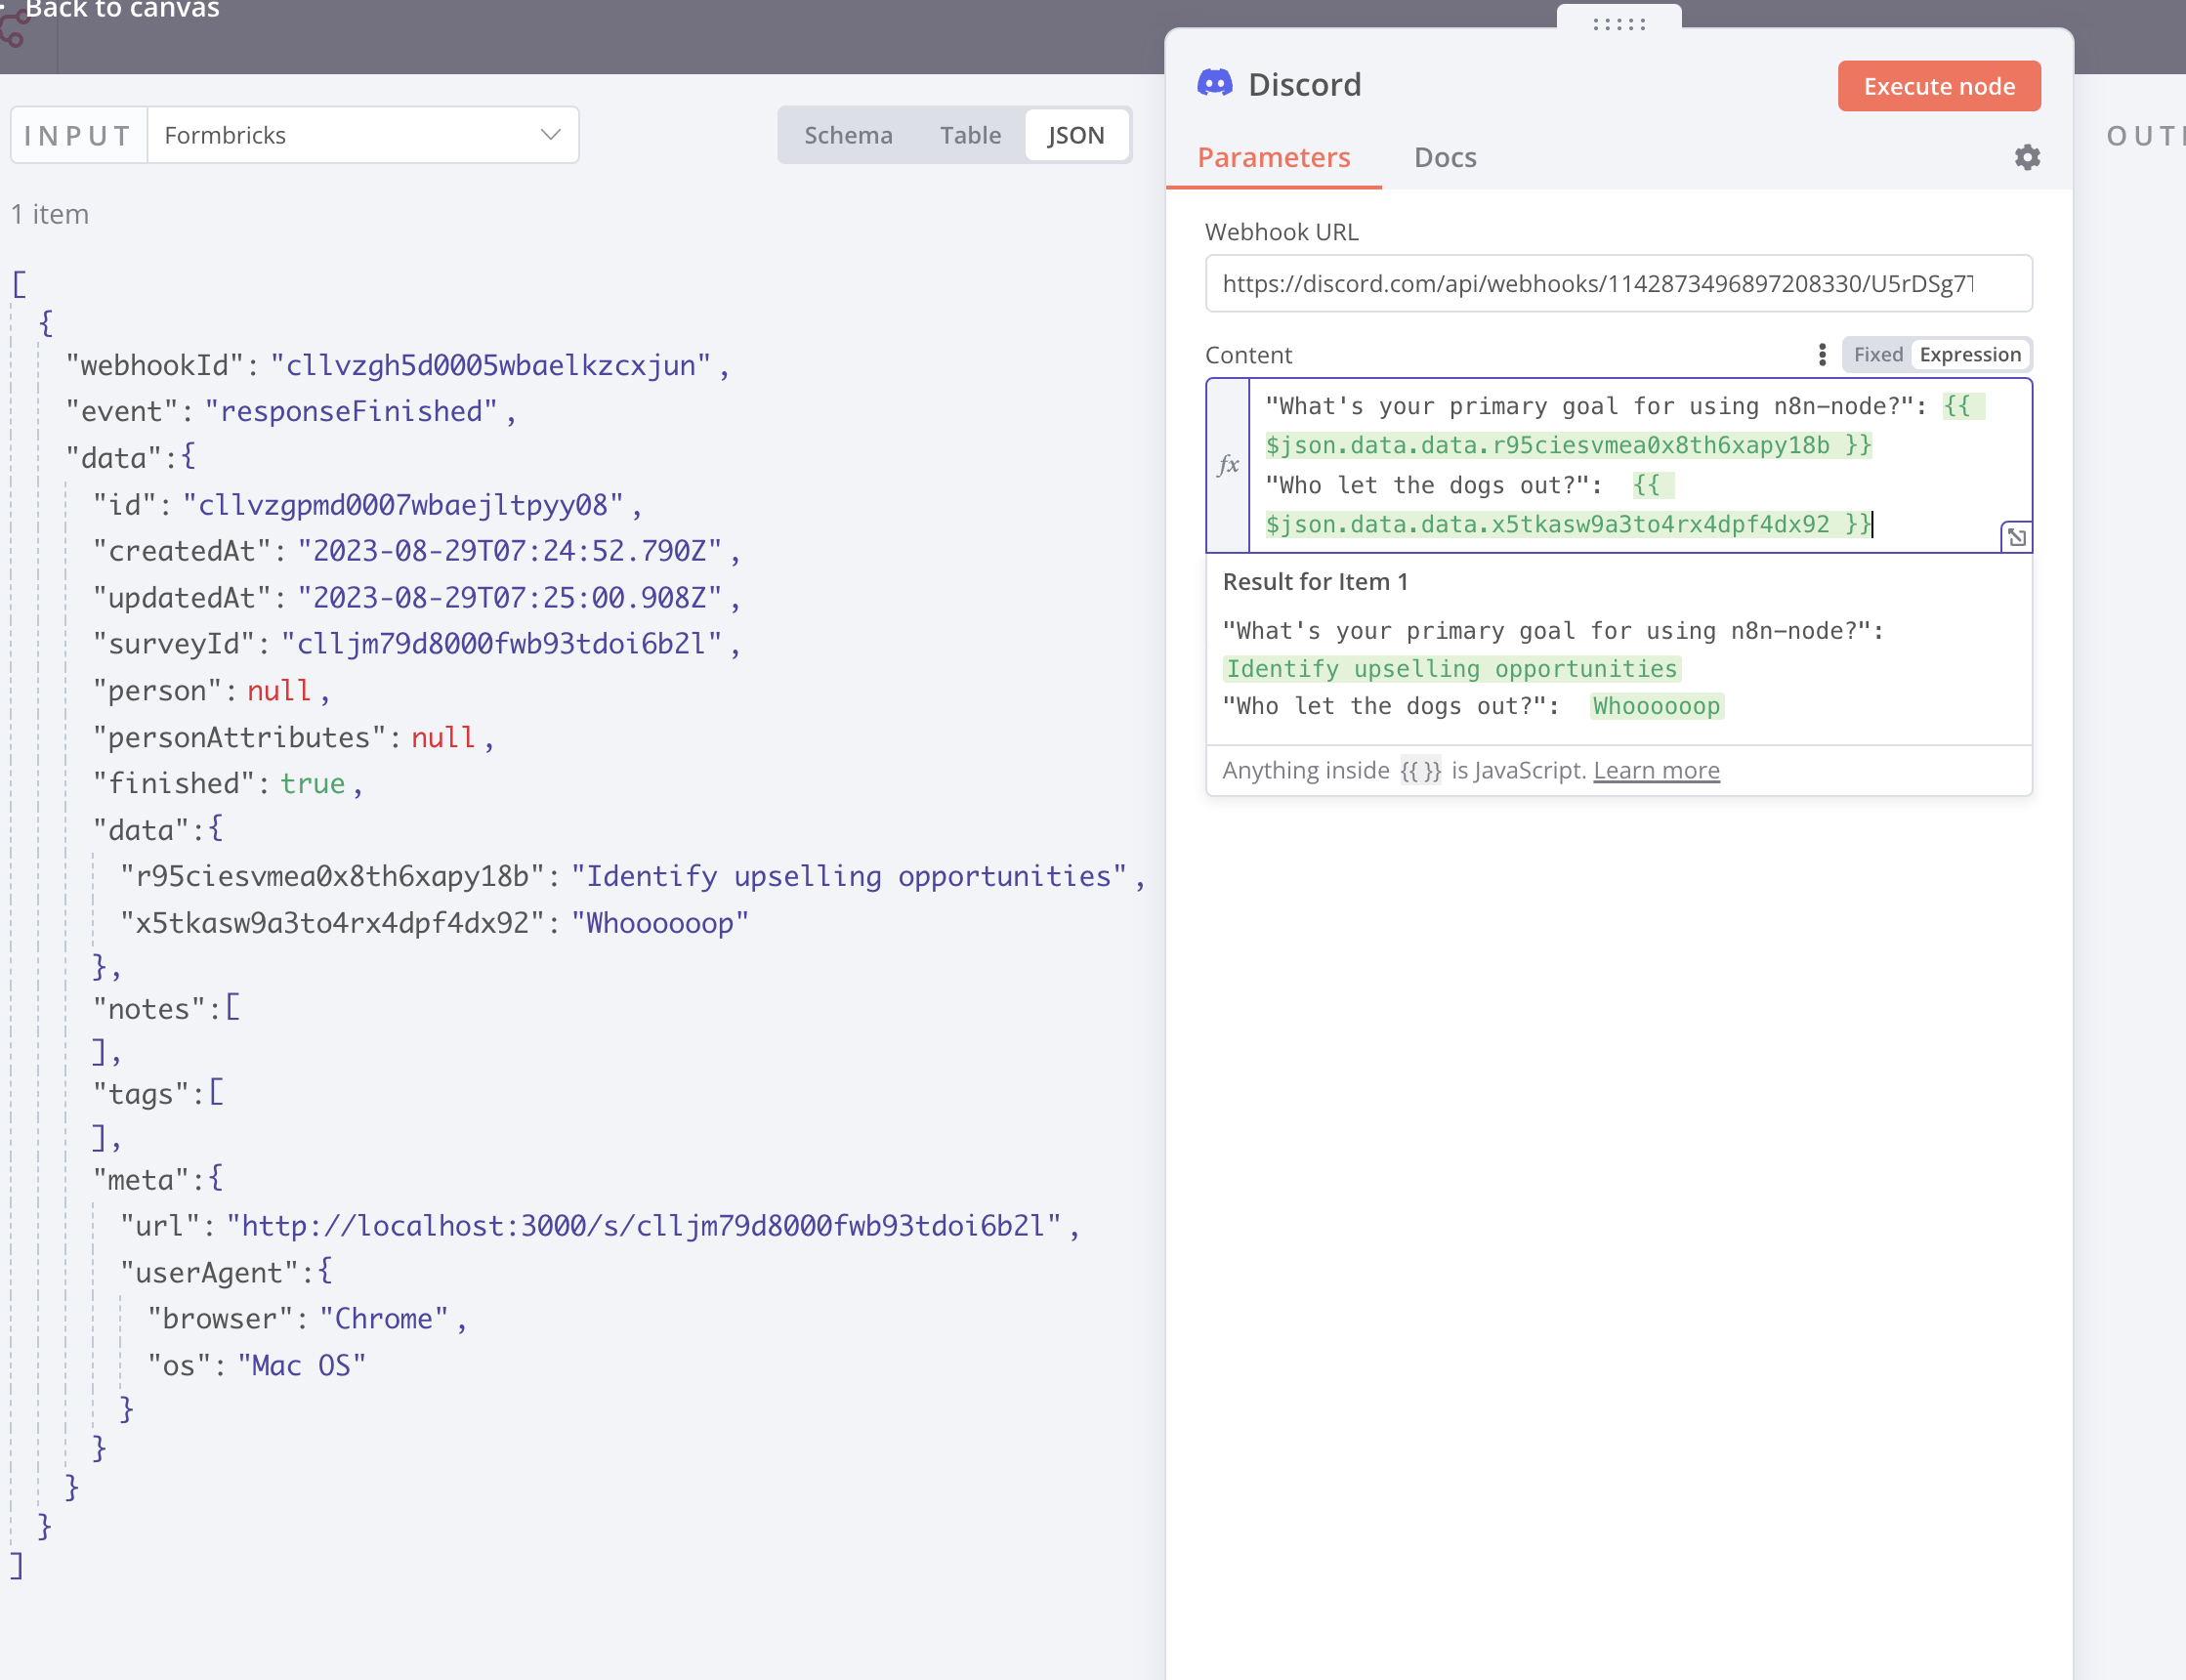 Back to canvas
INPUT
Formbricks
Schema
Table
JSON
1 item
[
{
"webhookId": "cllvzgh5d0005wbaelkzcxjun",
"event": "responseFinished",
"data":{
"id": "cllvzgpmd0007wbaejltpyy08",
"createdAt": "2023-08-29T07:24:52.790Z",
"updatedAt": "2023-08-29T07:25:00.908Z",
"surveyId": "clljm79d8000fwb93tdoi6b2l",
"person": null,
"personAttributes": null,
"finished": true,
"data":{
"r95ciesvmea0x8th6xapy18b": "Identify upselling opportunities",
"x5tkasw9a3to4rx4dpf4dx92": "Whoooooop"
},
"notes":[
],
"tags":[
],
"meta":{
"url": "http://localhost:3000/s/clljm79d8000fwb93tdoi6b2l",
"userAgent":{
"browser": "Chrome",
"os": "Mac OS"
}
}
}
}
]
Discord
Execute node
Parameters
Docs
Webhook URL
https://discord.com/api/webhooks/1142873496897208330/U5rDSg7T
Content
Fixed
Expression
fx
"What's your primary goal for using n8n-node?": {{
$json.data.data.r95ciesvmea0x8th6xapy18b }}
"Who let the dogs out?": {{
$json.data.data.x5tkasw9a3to4rx4dpf4dx92 }}
Result for Item 1
"What's your primary goal for using n8n-node?":
Identify upselling opportunities
"Who let the dogs out?": Whoooooop
Anything inside {{ }} is JavaScript. Learn more